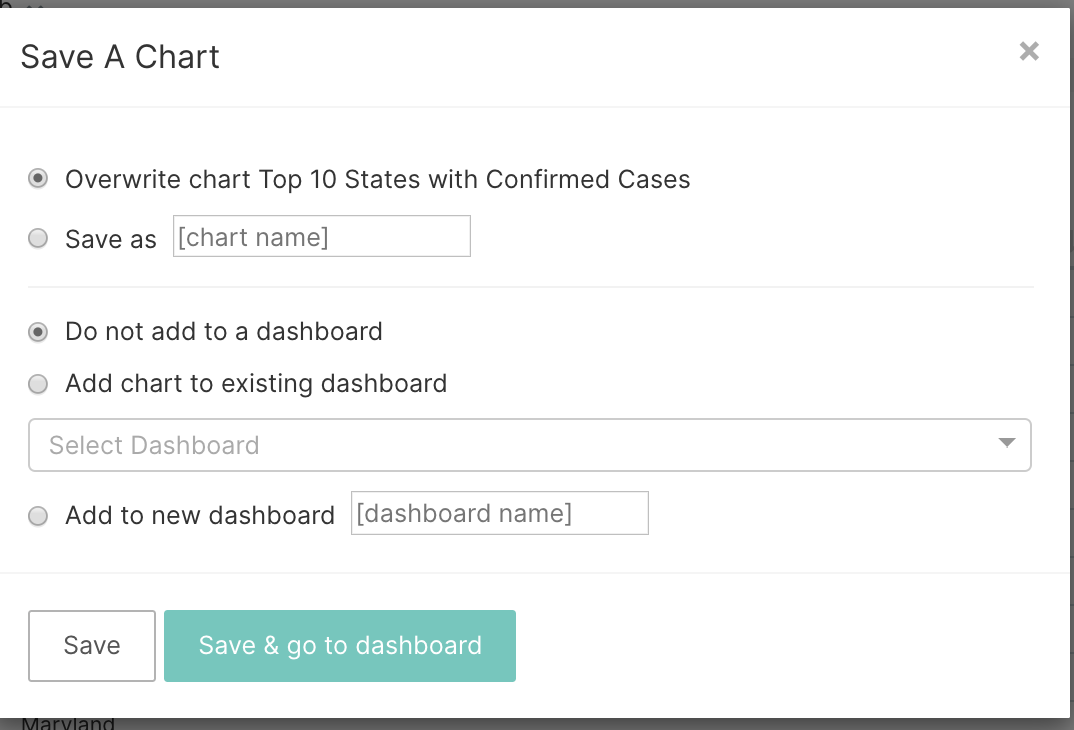 Save A Chart
Overwrite chart Top 10 States with Confirmed Cases
Save as [chart name]
Do not add to a dashboard
Add chart to existing dashboard
Select Dashboard
Add to new dashboard [dashboard name]
Save Save & go to dashboard
Maryland